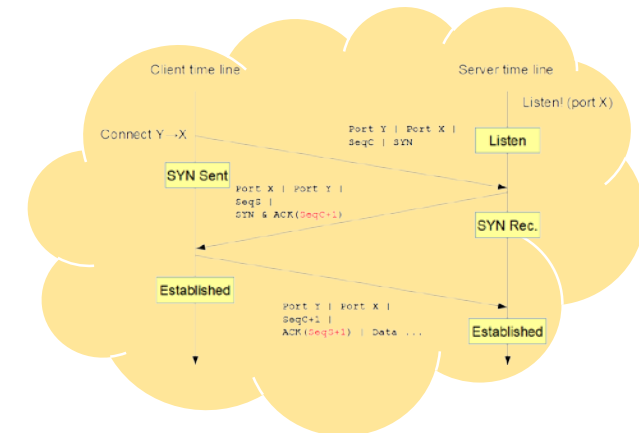 Client time line
Server time line
Listen! (port X)
Connect Y→X
Port Y | Port X |
SeqC | SYN
Listen
SYN Sent
Port X | Port Y |
SeqS |
SYN & ACK(SeqC+1)
SYN Rec.
Established
Port Y | Port X |
SeqC+1 |
ACK(SeqS+1) | Data ...
Established